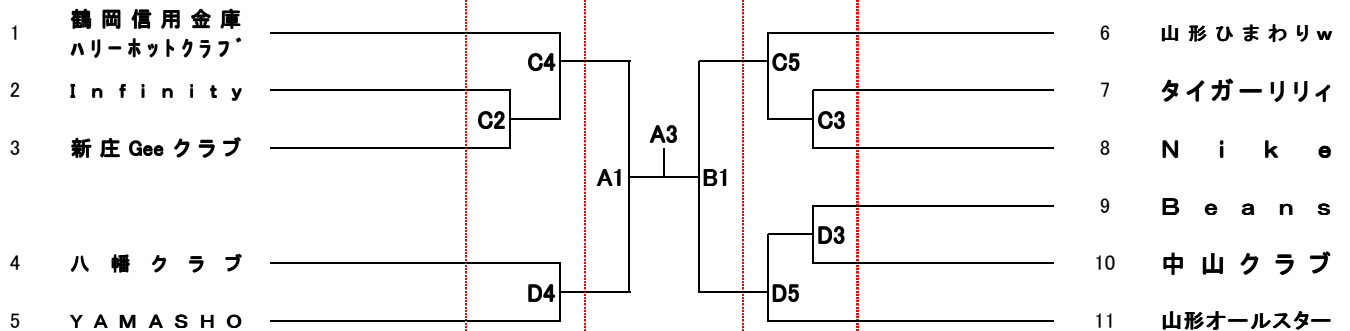 1 鶴岡信用金庫
ハリーホットクラブ
2 Infinity
3 新庄Geeクラブ
4 八幡クラブ
5 YAMASHO
C4
C2
D4
A1
A3
B1
C5
C3
D3
D5
6 山形ひまわりw
7 タイガーリリィ
8 Nike
9 Beans
10 中山クラブ
11 山形オールスター